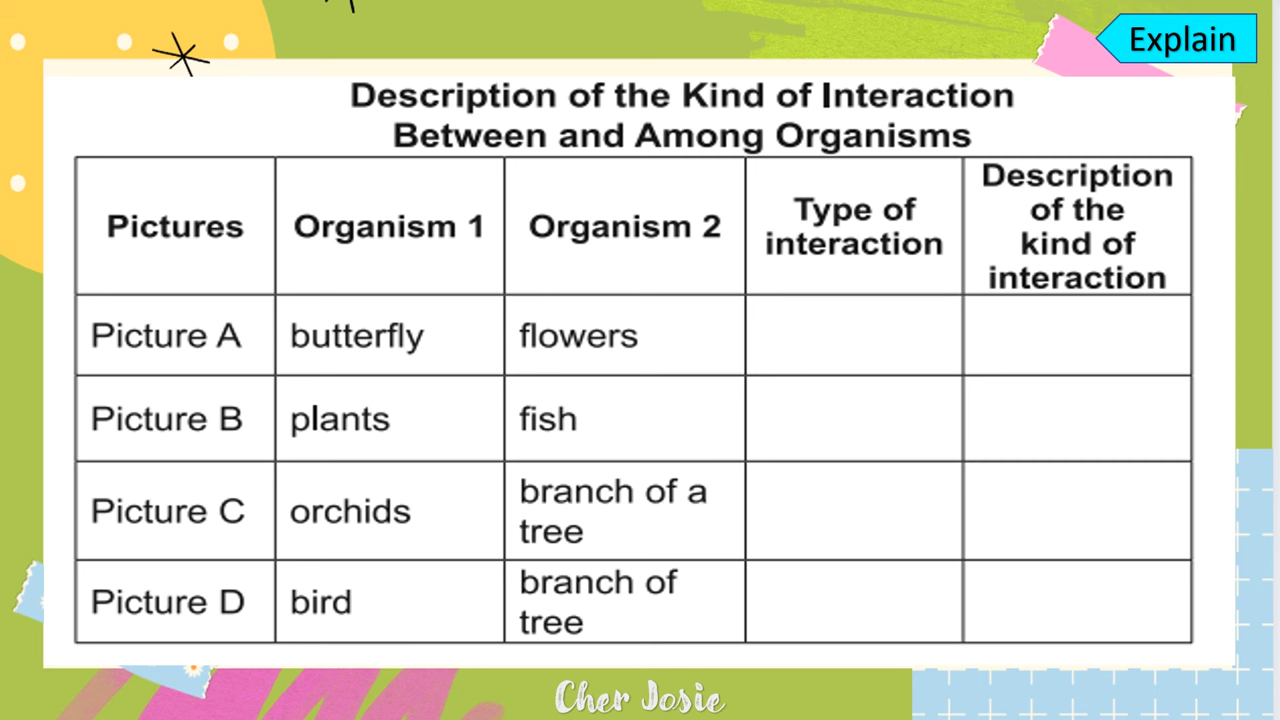 Explain
Description of the Kind of Interaction
Between and Among Organisms
Pictures
Organism 1
Organism 2
Type of
interaction
Description
of the
kind of
interaction
Picture A
butterfly
flowers
Picture B
plants
fish
Picture C
orchids
branch of a
tree
Picture D
bird
branch of
tree
Cher Josie